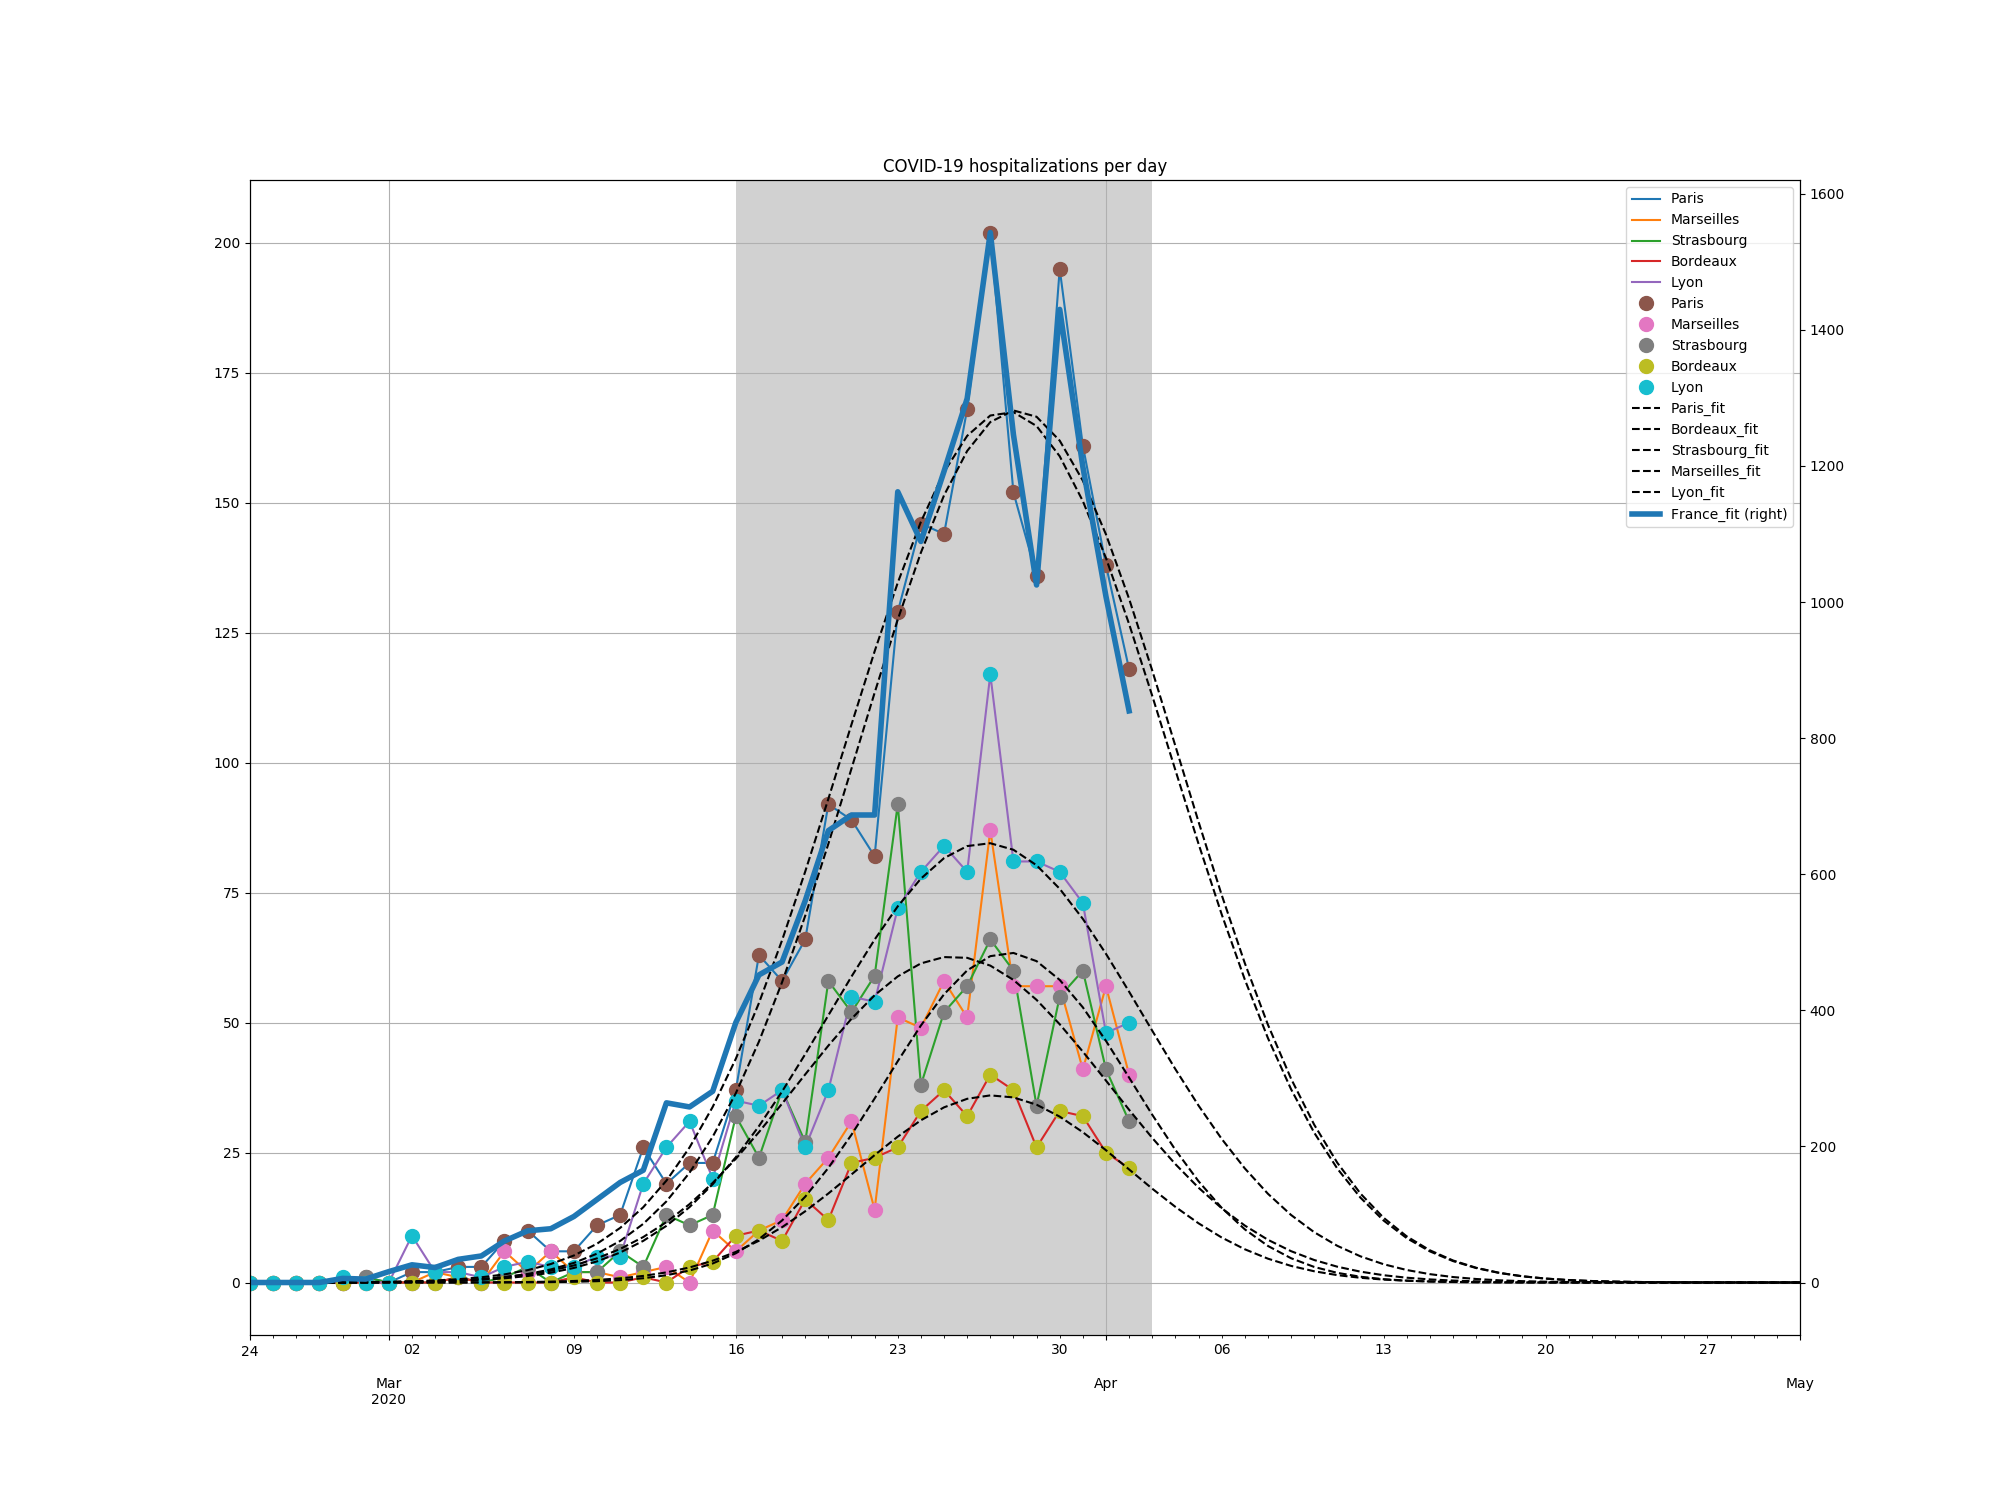 COVID-19 hospitalizations per day
200
175
150
125
100
75
50
25
0
1600
1400
1200
1000
800
600
400
200
0
Paris
Marseilles
Strasbourg
Bordeaux
Lyon
Paris
Marseilles
Strasbourg
Bordeaux
Lyon
Paris_fit
Bordeaux_fit
Strasbourg_fit
Marseilles_fit
Lyon_fit
France_fit (right)
24 02 09 16 23 30 06 13 20 27
Mar Apr May
2020